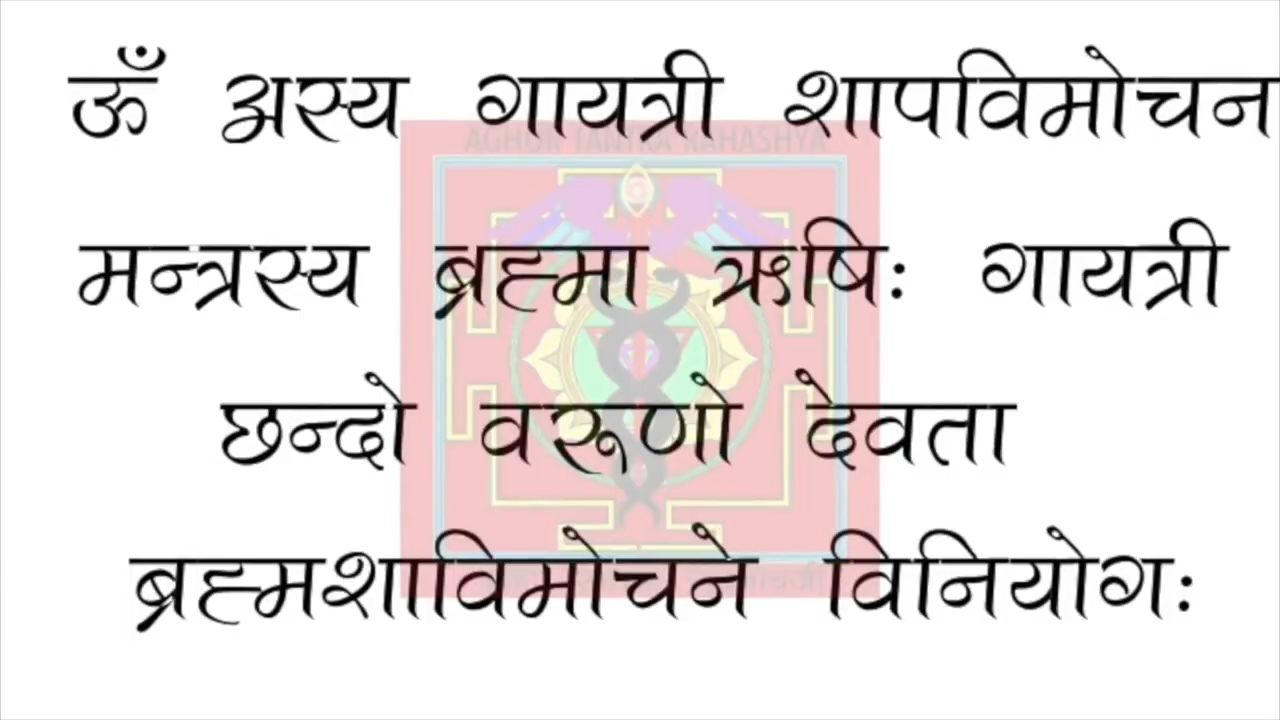 ऊँ अस्य गायत्री शापविमोचन
AGHOR TANTRA RAHASHYA
मन्त्रस्य ब्रह्मा ऋषिः गायत्री
छन्दो वरूणो देवता
ब्रह्मशाविमोचने विनियोगः